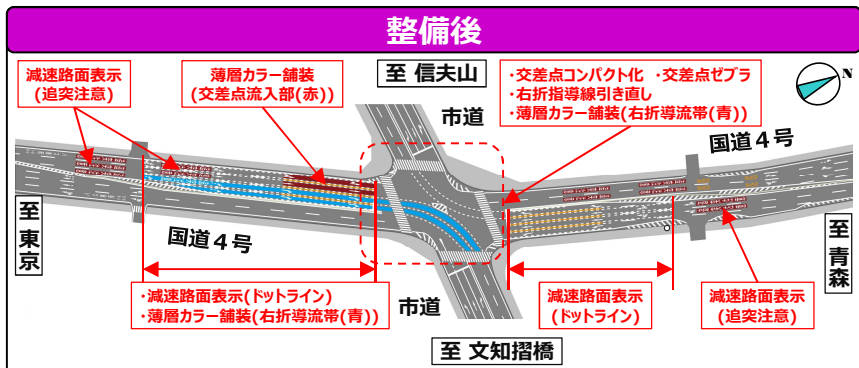 整備後
減速路面表示
(追突注意)
薄層カラー舗装
(交差点流入部(赤))
至 信夫山
・交差点コンパクト化 ・交差点ゼブラ
・右折指導線引き直し
・薄層カラー舗装(右折導流帯(青))
N
市道
国道4号
至東京
国道4号
至青森
・減速路面表示(ドットライン)
・薄層カラー舗装(右折導流帯(青))
市道
減速路面表示
(ドットライン)
減速路面表示
(追突注意)
至 文知摺橋